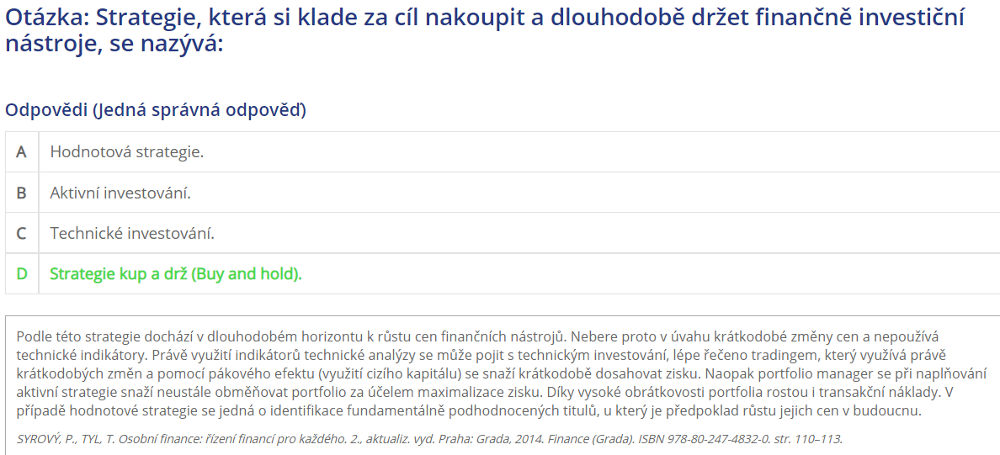 Otázka: Strategie, která si klade za cíl nakoupit a dlouhodobě držet finančně investiční
nástroje, se nazývá:
Odpovědi (Jedná správná odpověď)
A Hodnotová strategie.
B Aktivní investování.
C Technické investování.
D Strategie kup a drž (Buy and hold).
Podle této strategie dochází v dlouhodobém horizontu k růstu cen finančních nástrojů. Nebere proto v úvahu krátkodobé změny cen a nepoužívá
technické indikátory. Právě využití indikátorů technické analýzy se může pojit s technickým investování, lépe řečeno tradingem, který využívá právě
krátkodobých změn a pomocí pákového efektu (využití cizího kapitálu) se snaží krátkodobě dosahovat zisku. Naopak portfolio manager se při naplňování
aktivní strategie snaží neustále obměňovat portfolio za účelem maximalizace zisku. Díky vysoké obrátkovosti portfolia rostou i transakční náklady. V
případě hodnotové strategie se jedná o identifikace fundamentálně podhodnocených titulů, u který je předpoklad růstu jejich cen v budoucnu.
SYROVÝ, P., TYL, T. Osobní finance: řízení financí pro každého. 2., aktualiz. vyd. Praha: Grada, 2014. Finance (Grada). ISBN 978-80-247-4832-0. str. 110–113.